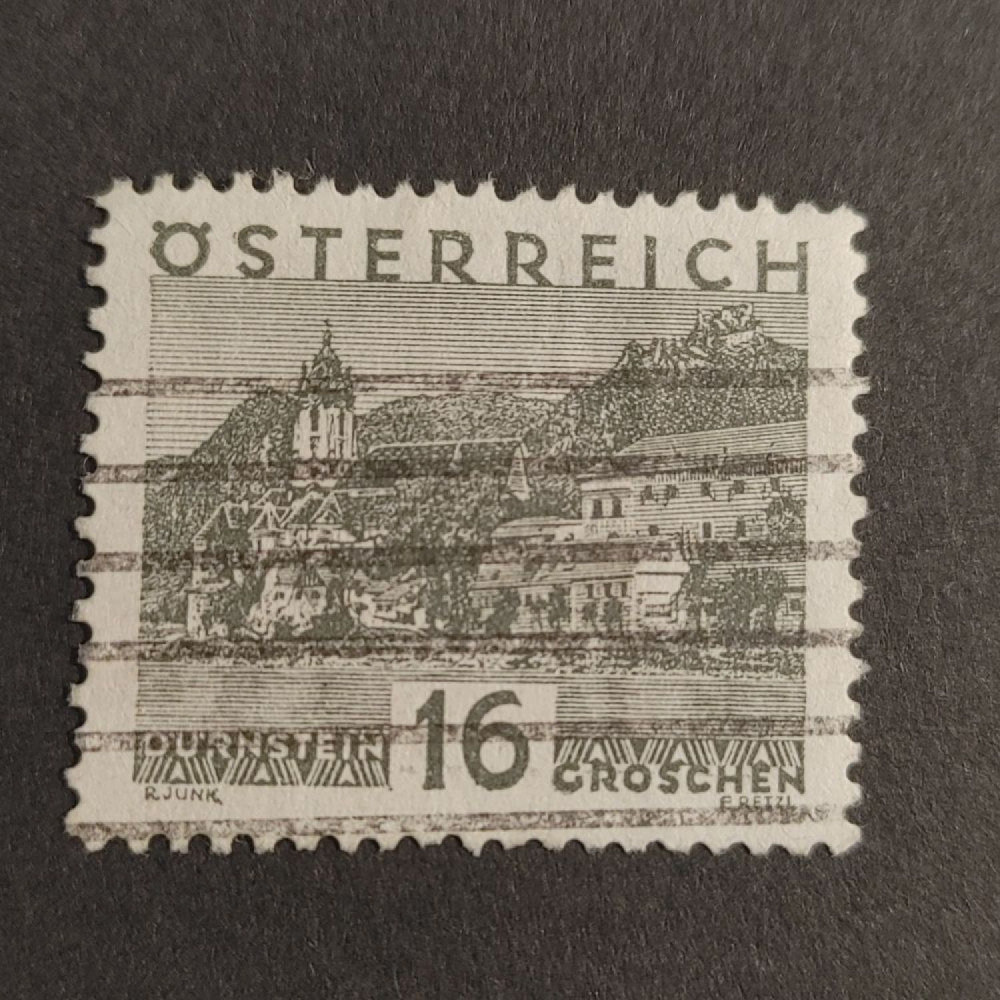 ÖSTERREICH
DÜRNSTEIN 16 GROSCHEN
R.JUNK F.RETZL